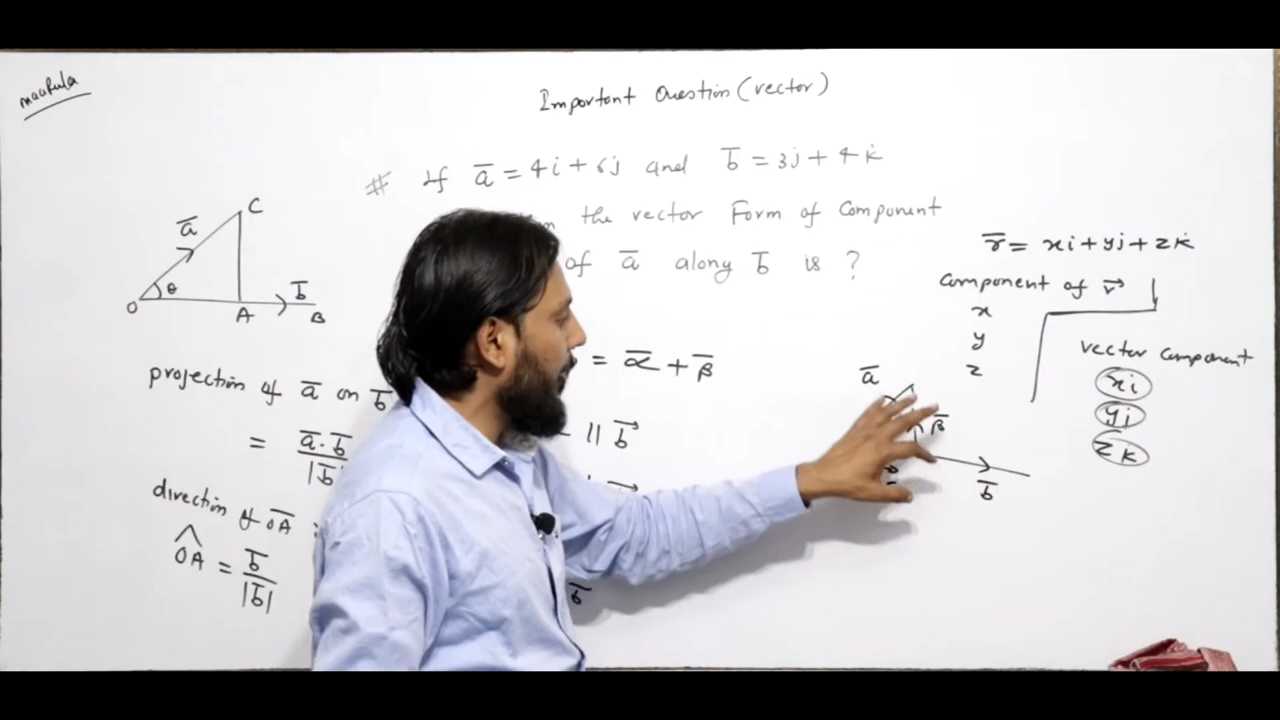 Important Question (vector)
# If a̅ = 4i + 6j and b̅ = 3j + 4k
the vector Form of Component
of a̅ along b̅ is ?
a̅
C
θ
b̅
O
A
B
projection of a̅ on b̅
= a̅·b̅ / |b̅|
direction of OA
OA = b̅ / |b̅|
= α̅ + β̅
|| b⃗
b̅
r̅ = xi + yj + zk
Component of r⃗
x
y
z
vector component
xi
yj
zk
a̅
β̅
b̅